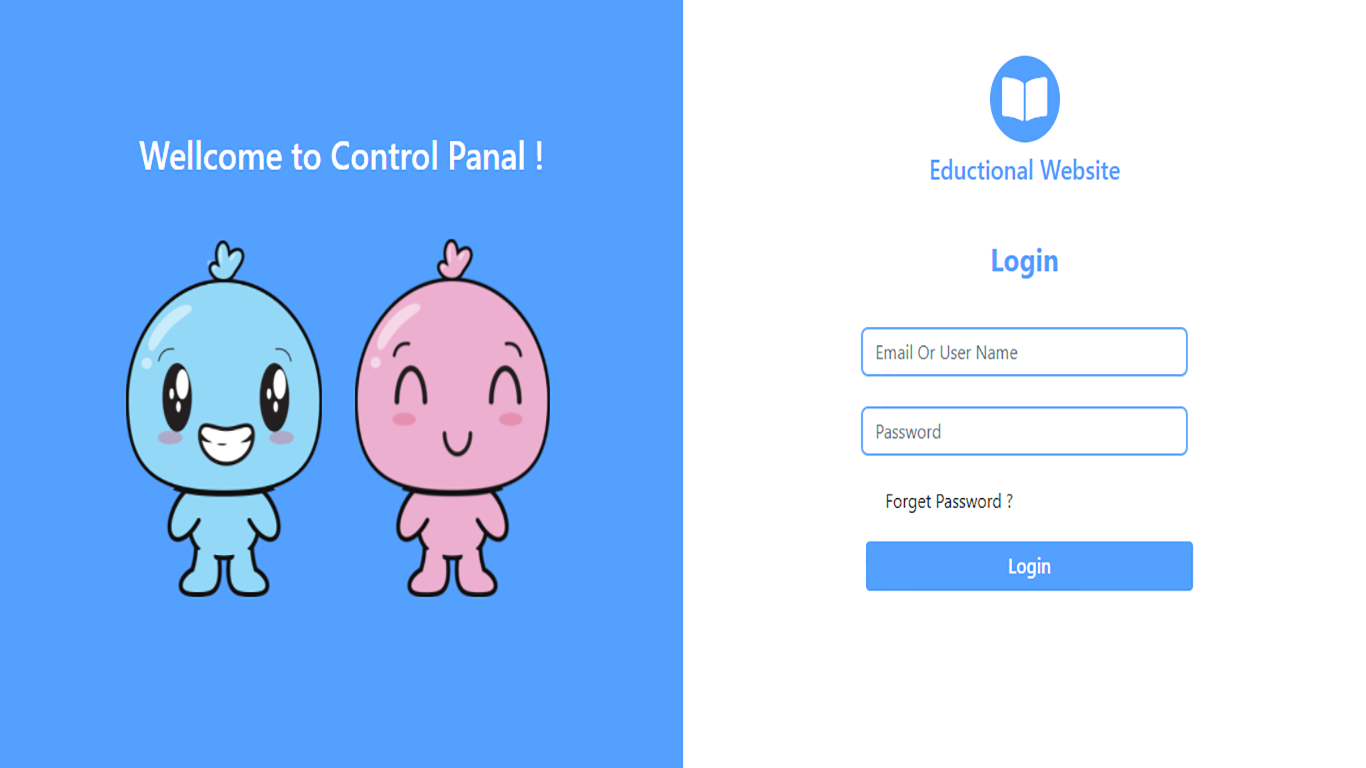 Wellcome to Control Panal !
Eductional Website
Login
Email Or User Name
Password
Forget Password ?
Login